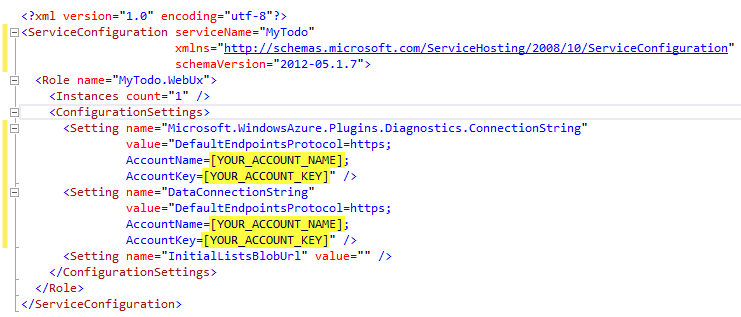 <?xml version="1.0" encoding="utf-8"?>
<ServiceConfiguration serviceName="MyTodo"
xmlns="http://schemas.microsoft.com/ServiceHosting/2008/10/ServiceConfiguration"
schemaVersion="2012-05.1.7">
<Role name="MyTodo.WebUx">
<Instances count="1" />
<ConfigurationSettings>
<Setting name="Microsoft.WindowsAzure.Plugins.Diagnostics.ConnectionString"
value="DefaultEndpointsProtocol=https;
AccountName=[YOUR_ACCOUNT_NAME];
AccountKey=[YOUR_ACCOUNT_KEY]" />
<Setting name="DataConnectionString"
value="DefaultEndpointsProtocol=https;
AccountName=[YOUR_ACCOUNT_NAME];
AccountKey=[YOUR_ACCOUNT_KEY]" />
<Setting name="InitialListsBlobUrl" value="" />
</ConfigurationSettings>
</Role>
</ServiceConfiguration>